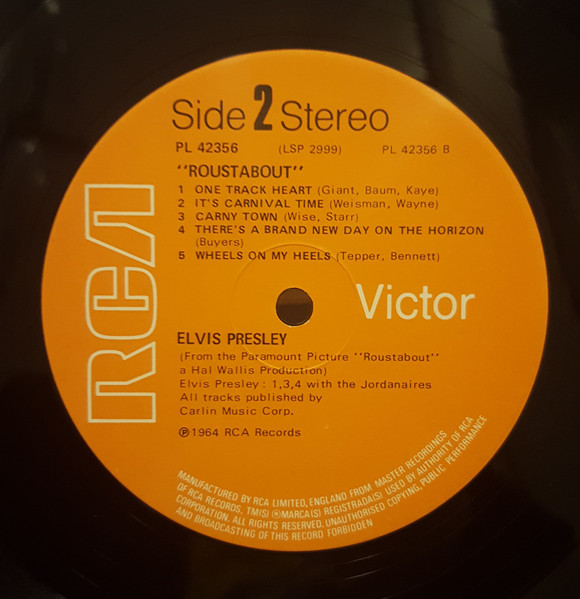 Side 2 Stereo
PL 42356 (LSP 2999) PL 42356 B
"ROUSTABOUT"
1 ONE TRACK HEART (Giant, Baum, Kaye)
2 IT'S CARNIVAL TIME (Weisman, Wayne)
3 CARNY TOWN (Wise, Starr)
4 THERE'S A BRAND NEW DAY ON THE HORIZON
(Buyers)
5 WHEELS ON MY HEELS (Tepper, Bennett)
RCA
Victor
ELVIS PRESLEY
(From the Paramount Picture "Roustabout"
a Hal Wallis Production)
Elvis Presley : 1,3,4 with the Jordanaires
All tracks published by
Carlin Music Corp.
℗1964 RCA Records
MANUFACTURED BY RCA LIMITED, ENGLAND FROM MASTER RECORDINGS
OF RCA RECORDS. TM(S) ® MARCA(S) REGISTRADA(S) USED BY AUTHORITY OF RCA
CORPORATION. ALL RIGHTS RESERVED. UNAUTHORISED COPYING, PUBLIC PERFORMANCE
AND BROADCASTING OF THIS RECORD FORBIDDEN